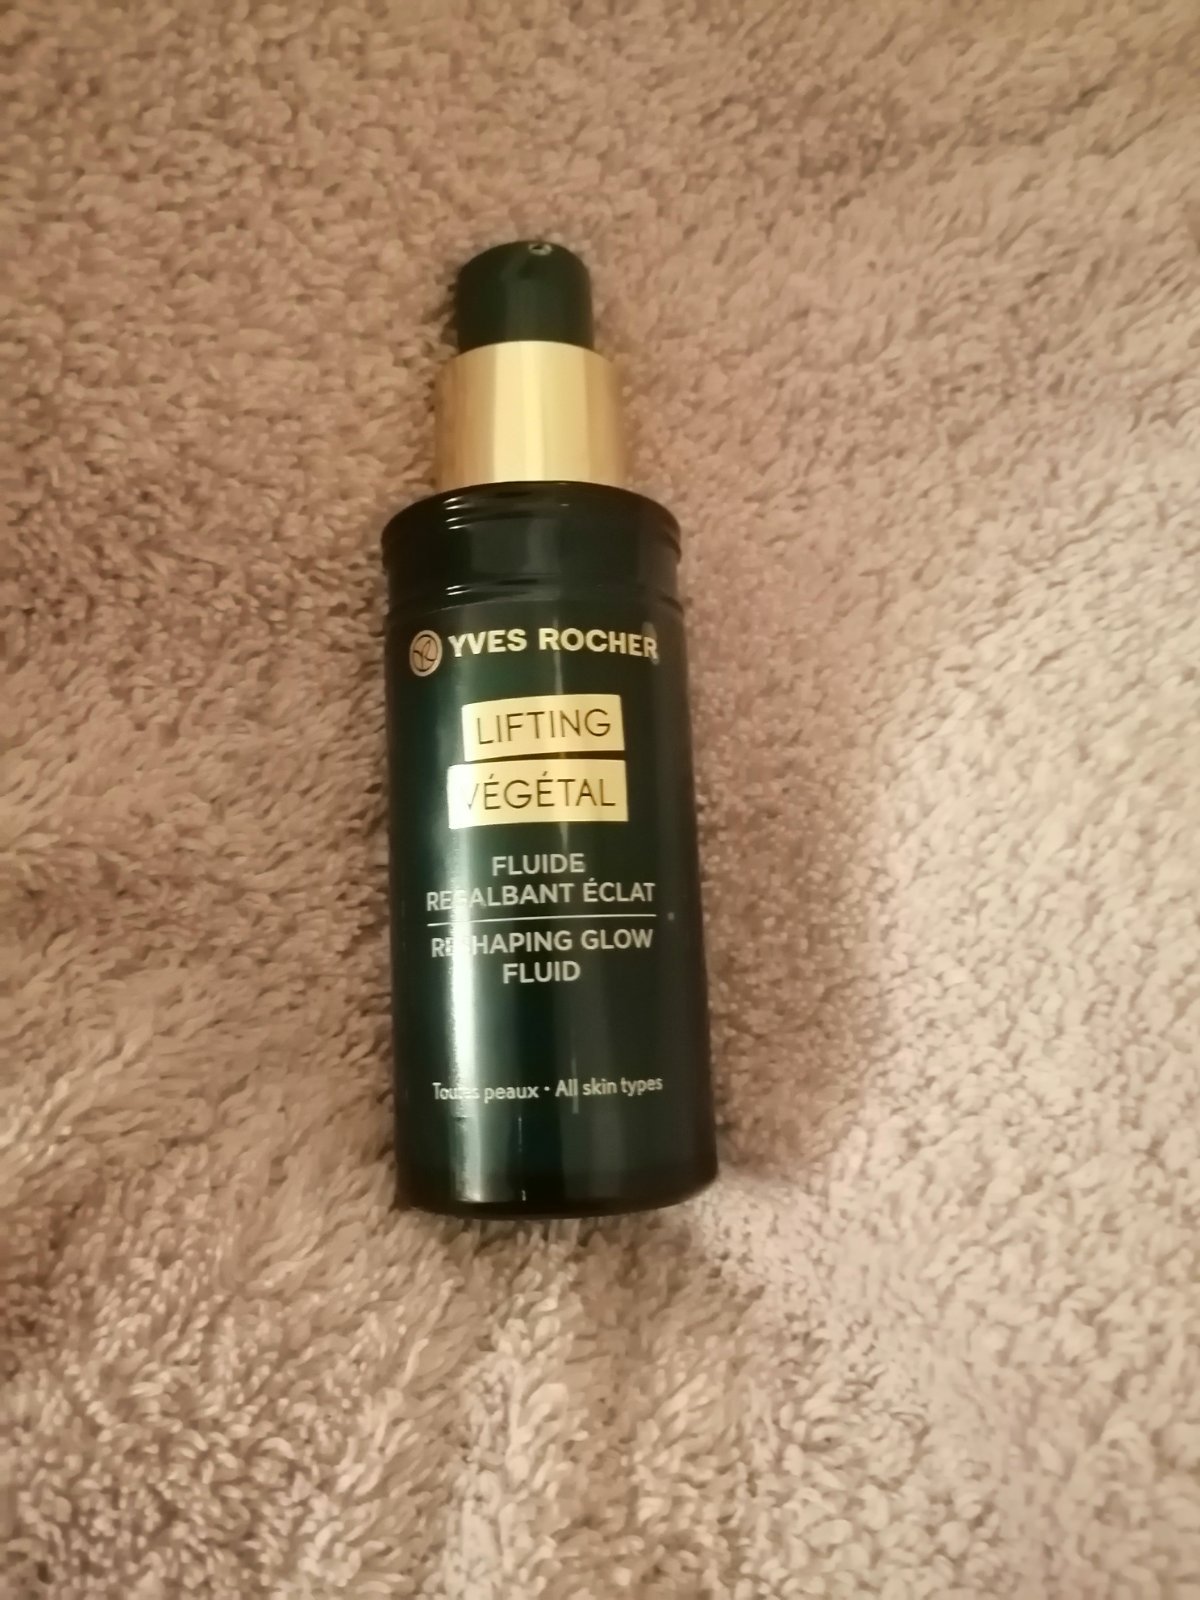 YVES ROCHER
LIFTING
VÉGÉTAL
FLUIDE
REGALBANT ÉCLAT
RESHAPING GLOW
FLUID
Toutes peaux • All skin types